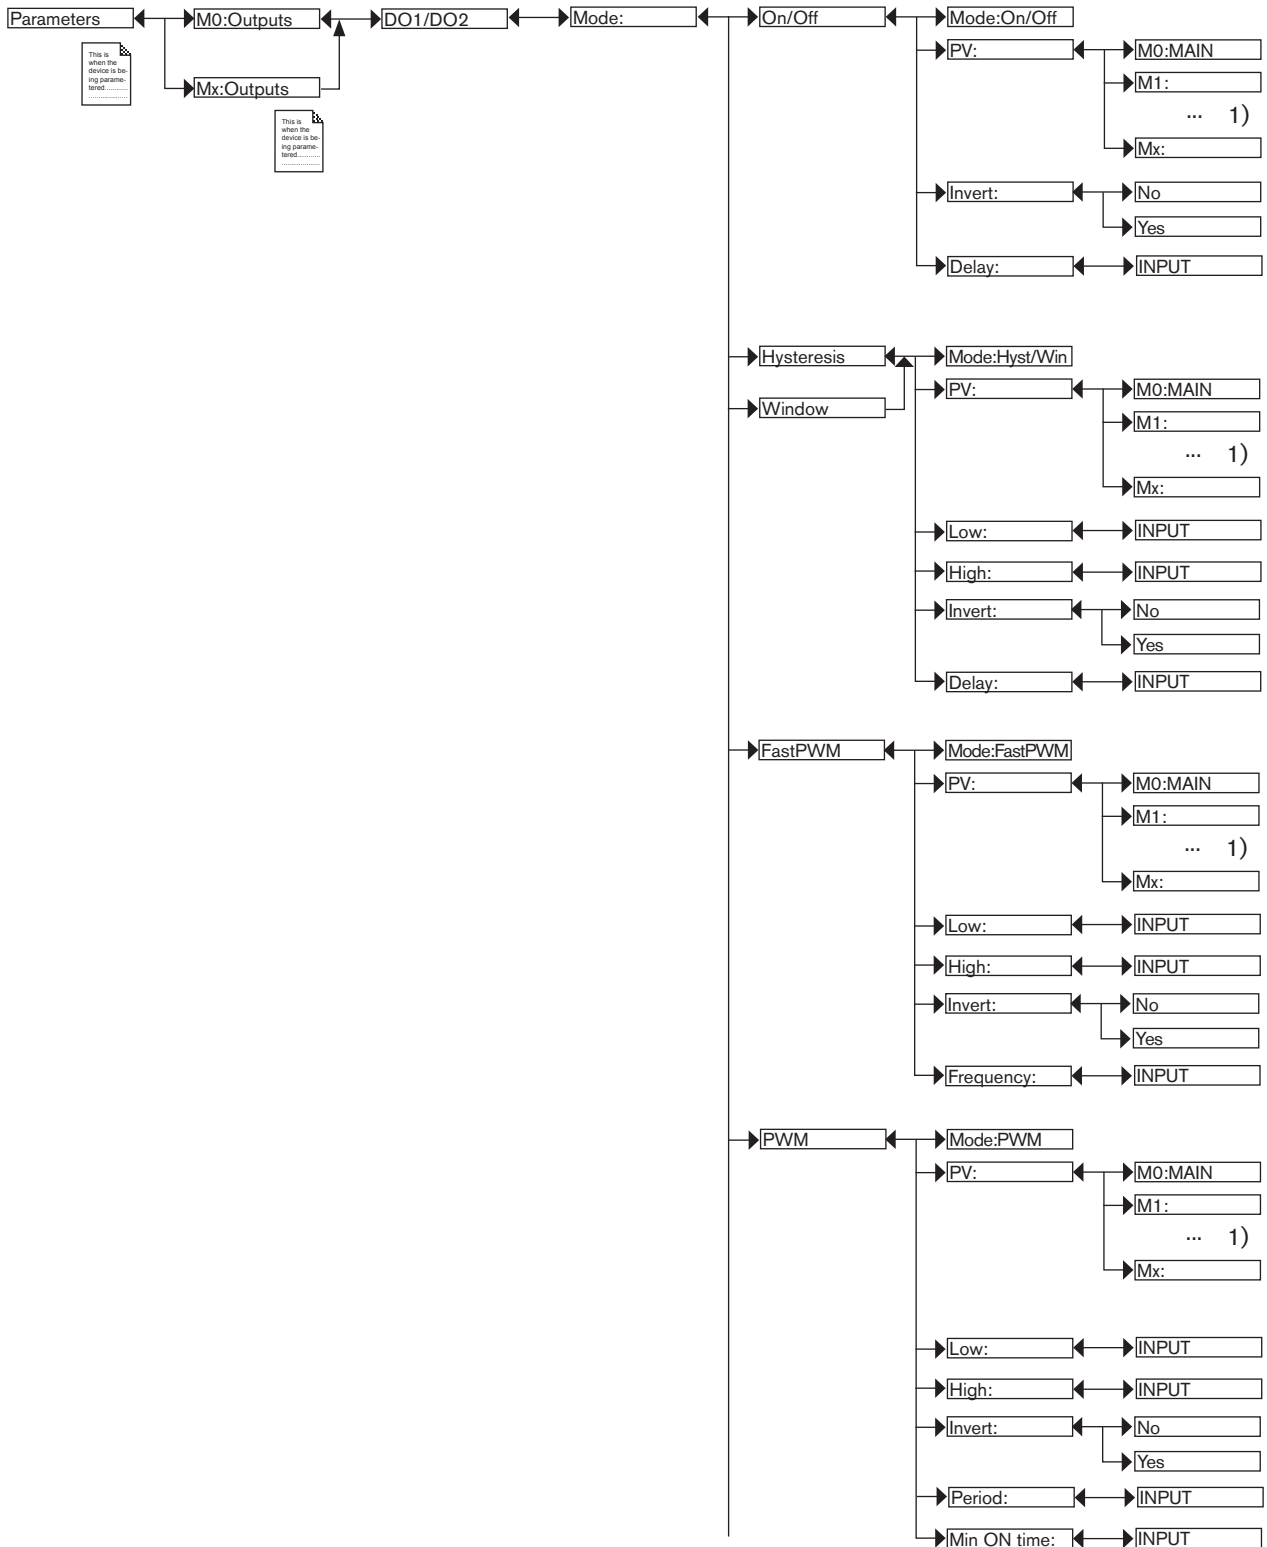 Parameters
M0:Outputs
DO1/DO2
Mode:
On/Off
Mode:On/Off
PV:
M0:MAIN
This is
when the
device is be-
ing parame-
tered............
.....................
Mx:Outputs
M1:
... 1)
This is
when the
device is be-
ing parame-
tered............
.....................
Mx:
Invert:
No
Yes
Delay:
INPUT
Hysteresis
Mode:Hyst/Win
PV:
M0:MAIN
Window
M1:
... 1)
Mx:
Low:
INPUT
High:
INPUT
Invert:
No
Yes
Delay:
INPUT
FastPWM
Mode:FastPWM
PV:
M0:MAIN
M1:
... 1)
Mx:
Low:
INPUT
High:
INPUT
Invert:
No
Yes
Frequency:
INPUT
PWM
Mode:PWM
PV:
M0:MAIN
M1:
... 1)
Mx:
Low:
INPUT
High:
INPUT
Invert:
No
Yes
Period:
INPUT
Min ON time:
INPUT